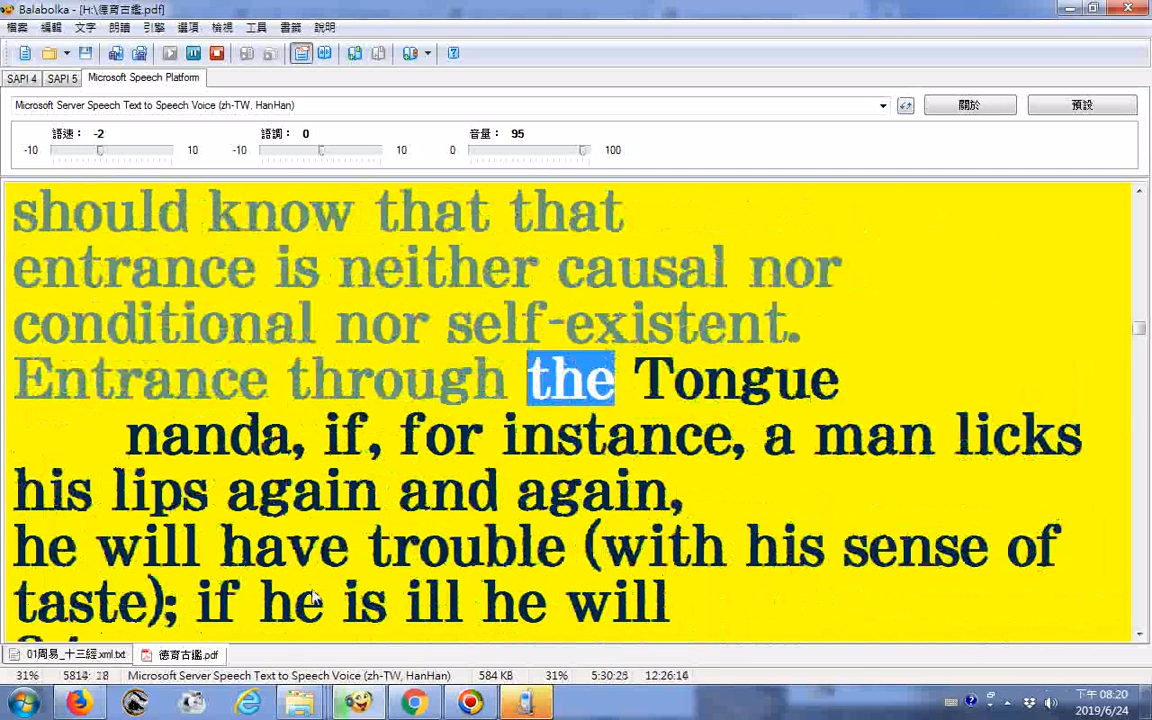 Balabolka - [H:\德育古鑑.pdf]
檔案 編輯 文字 朗讀 引擎 選項 檢視 工具 書籤 說明
SAPI 4 SAPI 5 Microsoft Speech Platform
Microsoft Server Speech Text to Speech Voice (zh-TW, HanHan) 關於 預設
語速： -2 語調： 0 音量： 95
-10 10 -10 10 0 100
should know that that
entrance is neither causal nor
conditional nor self-existent.
Entrance through the Tongue
nanda, if, for instance, a man licks
his lips again and again,
he will have trouble (with his sense of
taste); if he is ill he will
01周易_十三經.xml.txt 德育古鑑.pdf
31% 5814: 18 Microsoft Server Speech Text to Speech Voice (zh-TW, HanHan) 584 KB 31% 5:30:28 12:26:14
下午 08:20
2019/6/24